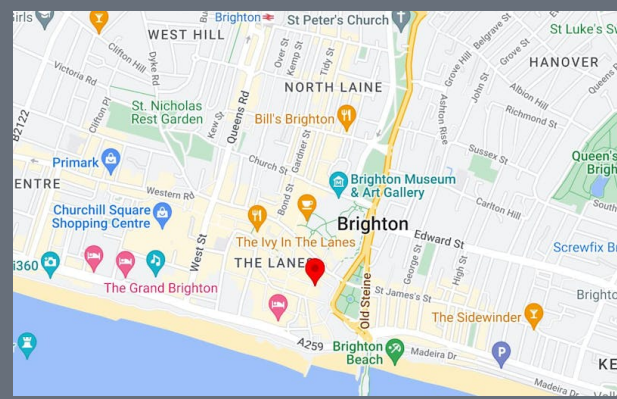 Girls
Brighton
St Peter's Church
St Luke's Sw
WEST HILL
Clifton Hill
Over St
Kemp St
Tidy St
Belgrave St
Grove Hill
Grove St
HANOVER
Victoria Rd
Dyke Rd
NORTH LAINE
John St
Albion Hill
Queens R
St. Nicholas
Rest Garden
Queens Rd
Ashton Rise
Richmond St
B2122
Clifton Pl
Kew St
Bill's Brighton
Gardner St
Sussex St
Queen's
Brigh
Primark
Church St
ENTRE
Western Rd
Bond St
Brighton Museum
& Art Gallery
Carlton Hill
South
Churchill Square
Shopping Centre
Brighton
West St
The Ivy In The Lanes
Edward St
Screwfix Br
i360
THE LANES
George St
High St
The Grand Brighton
Old Steine
St James's St
Brighto
The Sidewinder
A259
Brighton
Beach
Madeira Dr
P
KE
Madeira Dr